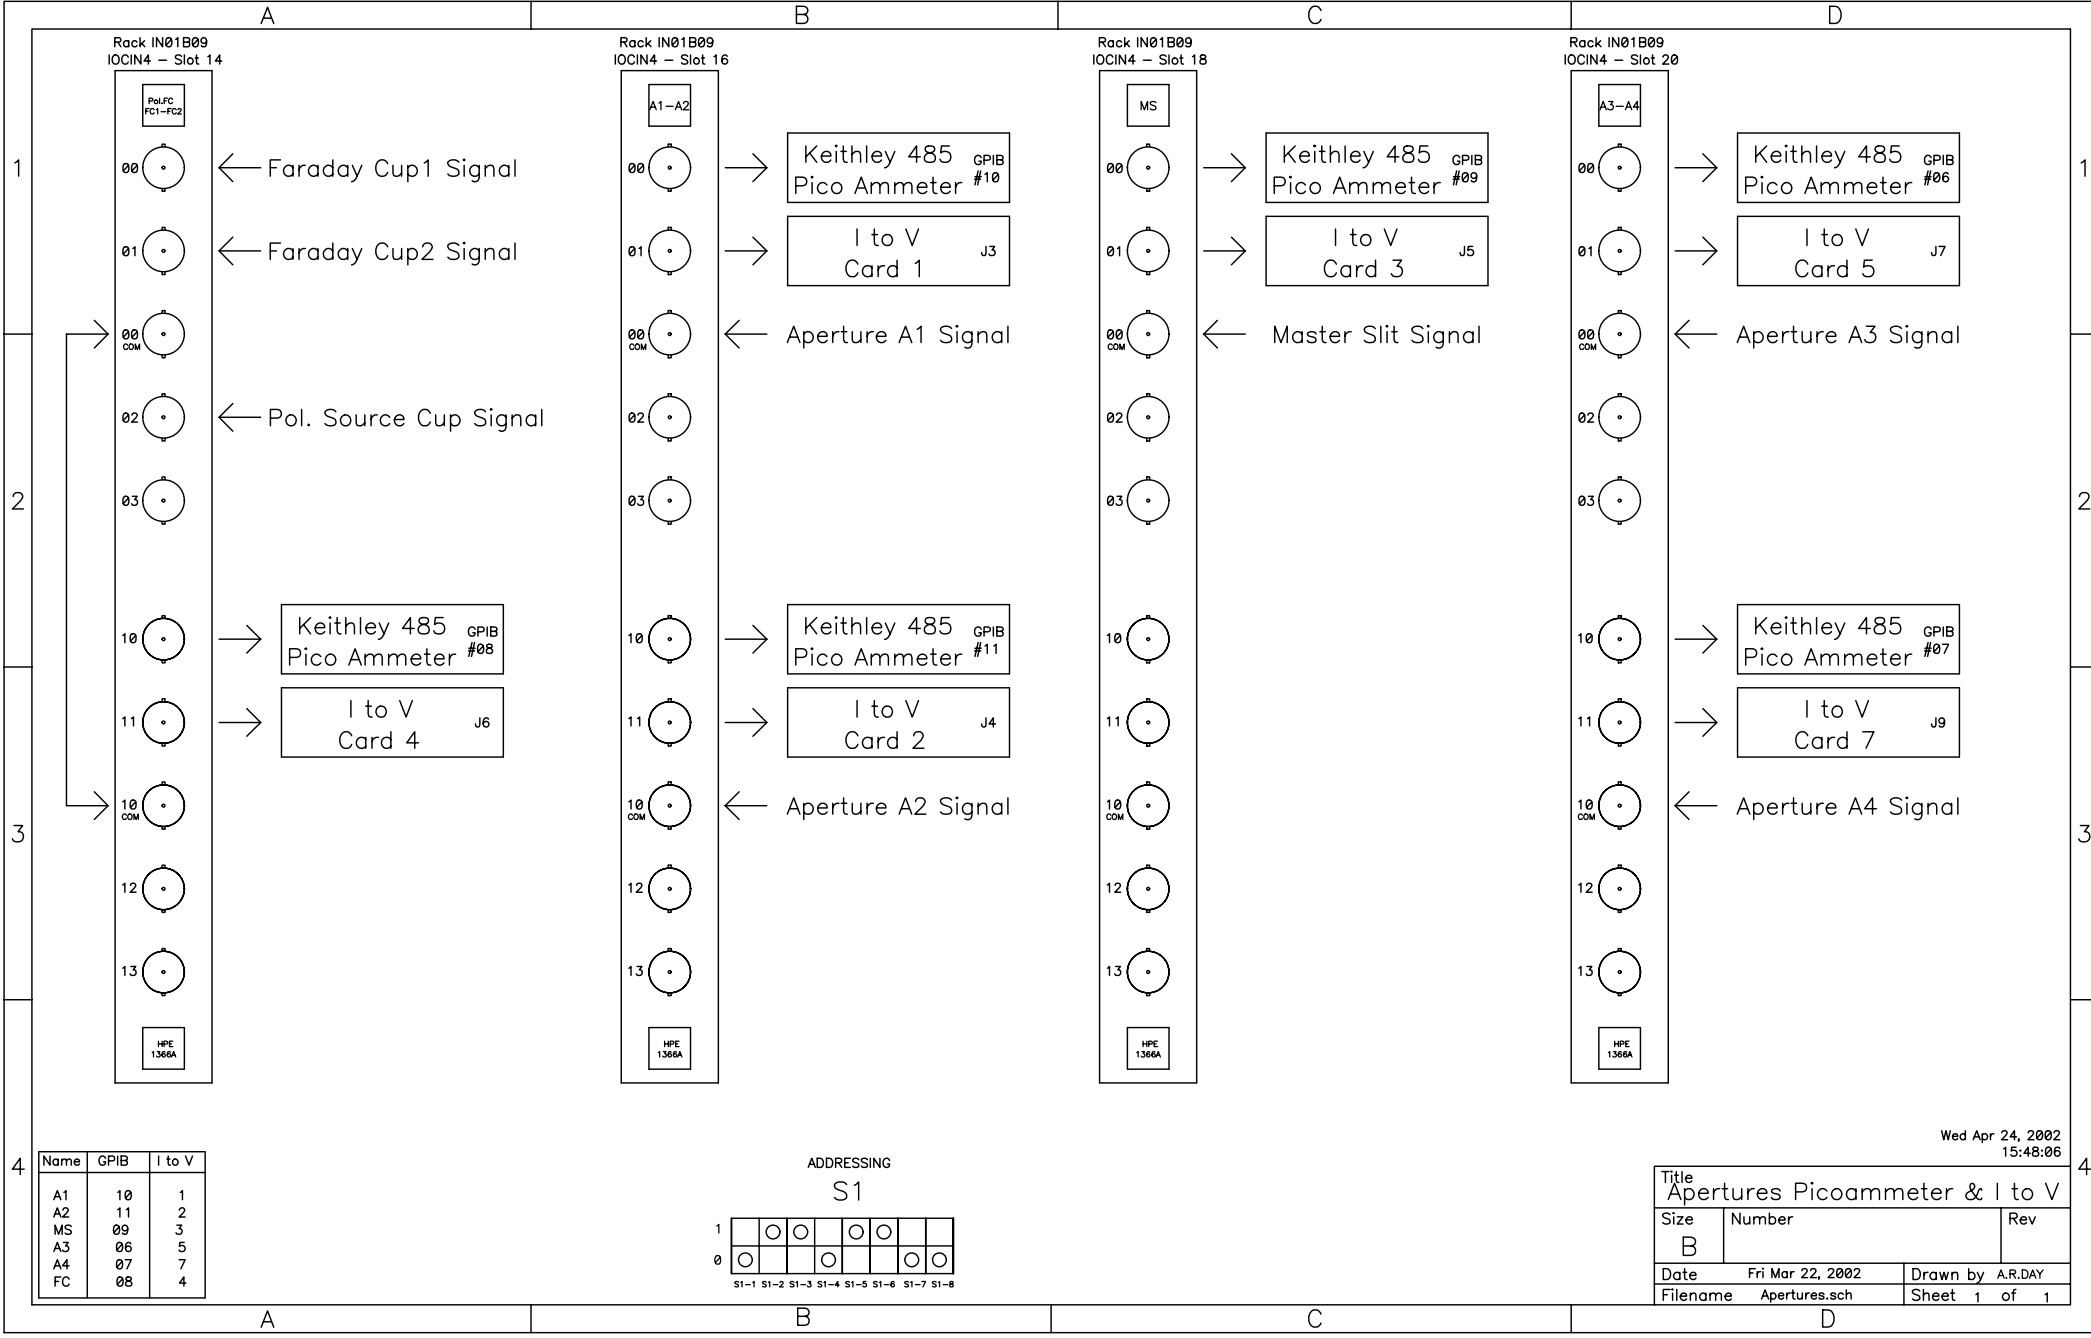 A B C D
Rack IN01B09
IOCIN4 – Slot 14
Pol.FC
FC1–FC2
00
Faraday Cup1 Signal
01
Faraday Cup2 Signal
00
COM
02
Pol. Source Cup Signal
03
10
Keithley 485 GPIB
Pico Ammeter #08
11
I to V J6
Card 4
10
COM
12
13
HPE
1366A
Rack IN01B09
IOCIN4 – Slot 16
A1–A2
00
Keithley 485 GPIB
Pico Ammeter #10
01
I to V J3
Card 1
00
COM
Aperture A1 Signal
02
03
10
Keithley 485 GPIB
Pico Ammeter #11
11
I to V J4
Card 2
10
COM
Aperture A2 Signal
12
13
HPE
1366A
Rack IN01B09
IOCIN4 – Slot 18
MS
00
Keithley 485 GPIB
Pico Ammeter #09
01
I to V J5
Card 3
00
COM
Master Slit Signal
02
03
10
11
10
COM
12
13
HPE
1366A
Rack IN01B09
IOCIN4 – Slot 20
A3–A4
00
Keithley 485 GPIB
Pico Ammeter #06
01
I to V J7
Card 5
00
COM
Aperture A3 Signal
02
03
10
Keithley 485 GPIB
Pico Ammeter #07
11
I to V J9
Card 7
10
COM
Aperture A4 Signal
12
13
HPE
1366A
1 1
2 2
3 3
4 4
Name GPIB I to V
A1 10 1
A2 11 2
MS 09 3
A3 06 5
A4 07 7
FC 08 4
ADDRESSING
S1
1
0
S1-1 S1-2 S1-3 S1-4 S1-5 S1-6 S1-7 S1-8
Wed Apr 24, 2002
15:48:06
Title
Apertures Picoammeter & I to V
Size Number Rev
B
Date Fri Mar 22, 2002 Drawn by A.R.DAY
Filename Apertures.sch Sheet 1 of 1
A B C D